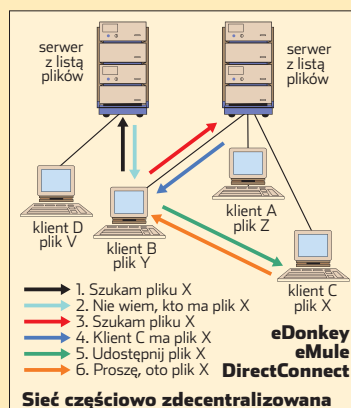 serwer
z listą
plików
serwer
z listą
plików
klient D
plik V
klient B
plik Y
klient A
plik Z
klient C
plik X
1. Szukam pliku X
2. Nie wiem, kto ma plik X
3. Szukam pliku X
4. Klient C ma plik X
5. Udostępnij plik X
6. Proszę, oto plik X
eDonkey
eMule
DirectConnect
Sieć częściowo zdecentralizowana